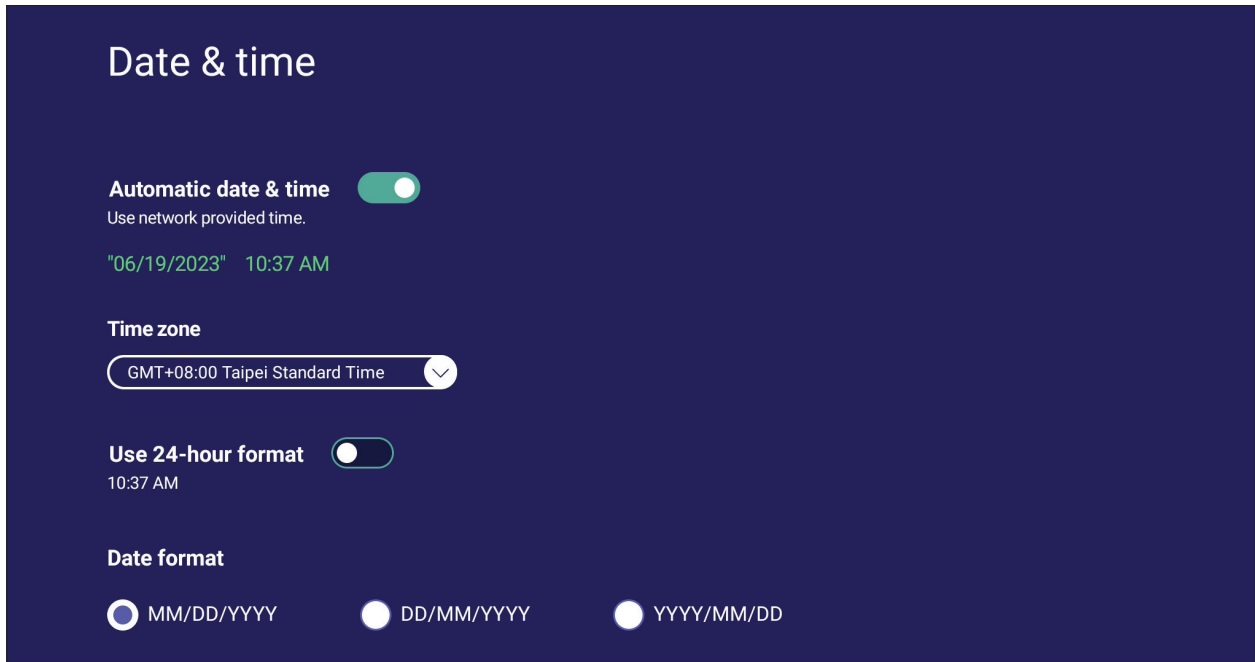 Date & time
Automatic date & time
Use network provided time.
"06/19/2023" 10:37 AM
Time zone
GMT+08:00 Taipei Standard Time
Use 24-hour format
10:37 AM
Date format
MM/DD/YYYY DD/MM/YYYY YYYY/MM/DD